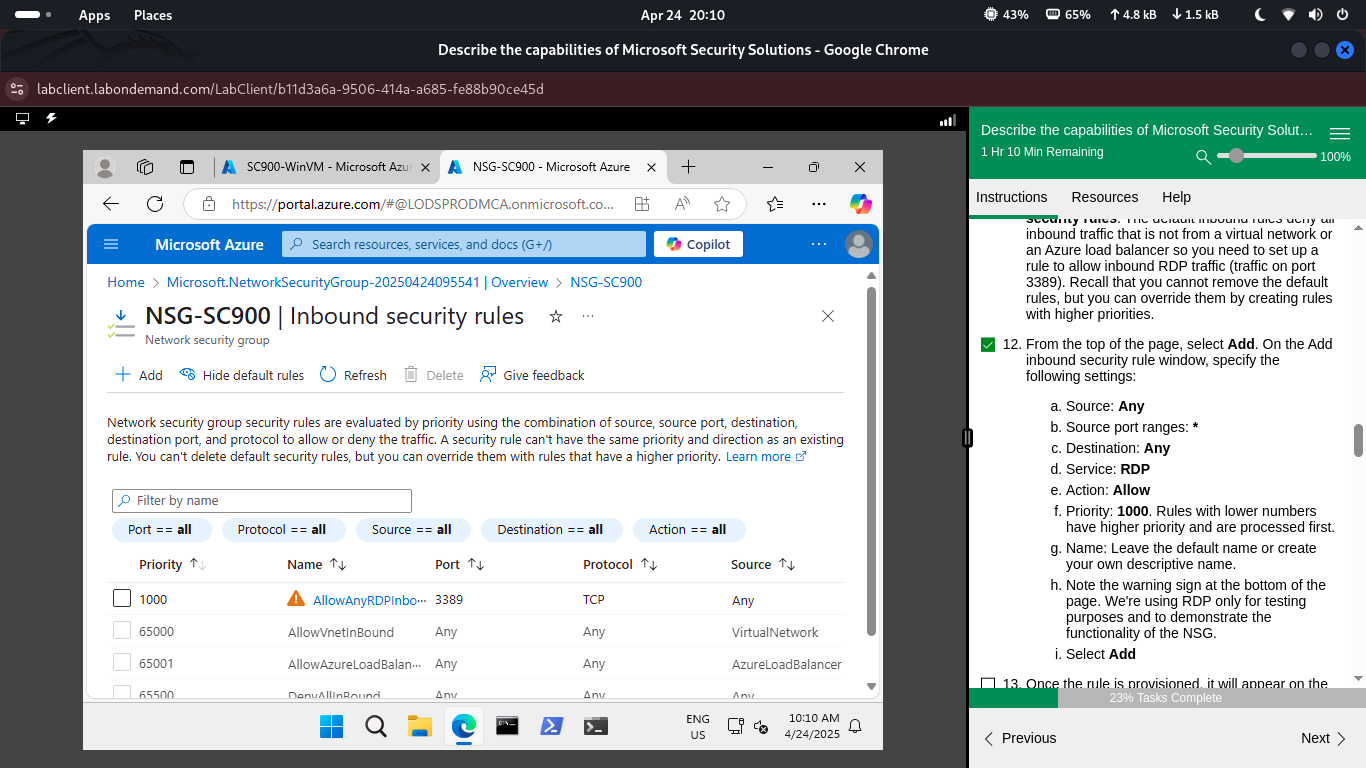 Apps Places Apr 24 20:10 43% 65% 4.8 kB 1.5 kB
Describe the capabilities of Microsoft Security Solutions - Google Chrome
labclient.labondemand.com/LabClient/b11d3a6a-9506-414a-a685-fe88b90ce45d
SC900-WinVM - Microsoft Azur
NSG-SC900 - Microsoft Azure
https://portal.azure.com/#@LODSPRODMCA.onmicrosoft.co...
Microsoft Azure
Search resources, services, and docs (G+/)
Copilot
Home > Microsoft.NetworkSecurityGroup-20250424095541 | Overview > NSG-SC900
NSG-SC900 | Inbound security rules
Network security group
Add Hide default rules Refresh Delete Give feedback
Network security group security rules are evaluated by priority using the combination of source, source port, destination,
destination port, and protocol to allow or deny the traffic. A security rule can't have the same priority and direction as an existing
rule. You can't delete default security rules, but you can override them with rules that have a higher priority. Learn more
Filter by name
Port == all Protocol == all Source == all Destination == all Action == all
Priority Name Port Protocol Source
1000 AllowAnyRDPInbo... 3389 TCP Any
65000 AllowVnetInBound Any Any VirtualNetwork
65001 AllowAzureLoadBalan... Any Any AzureLoadBalancer
65500 DenyAllInBound Any Any Any
ENG
US
10:10 AM
4/24/2025
Describe the capabilities of Microsoft Security Solut...
1 Hr 10 Min Remaining
100%
Instructions Resources Help
security rules. The default inbound rules deny all
inbound traffic that is not from a virtual network or
an Azure load balancer so you need to set up a
rule to allow inbound RDP traffic (traffic on port
3389). Recall that you cannot remove the default
rules, but you can override them by creating rules
with higher priorities.
12. From the top of the page, select Add. On the Add
inbound security rule window, specify the
following settings:
a. Source: Any
b. Source port ranges: *
c. Destination: Any
d. Service: RDP
e. Action: Allow
f. Priority: 1000. Rules with lower numbers
have higher priority and are processed first.
g. Name: Leave the default name or create
your own descriptive name.
h. Note the warning sign at the bottom of the
page. We're using RDP only for testing
purposes and to demonstrate the
functionality of the NSG.
i. Select Add
13. Once the rule is provisioned, it will appear on the
23% Tasks Complete
Previous Next